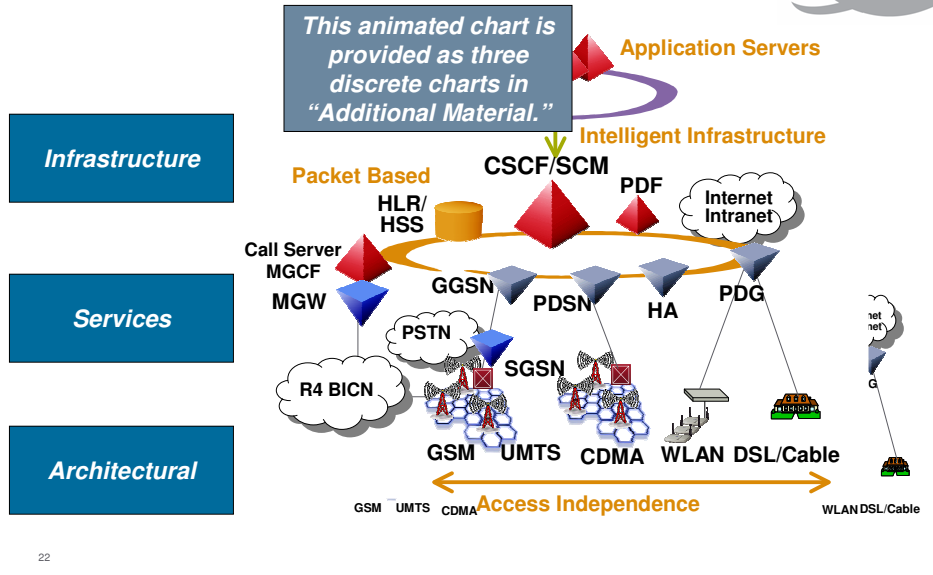 This animated chart is
provided as three
discrete charts in
“Additional Material.”
Application Servers
Intelligent Infrastructure
Infrastructure
CSCF/SCM
Packet Based
PDF
HLR/
HSS
Internet
Intranet
Call Server
MGCF
GGSN
PDSN
HA
PDG
MGW
Services
PSTN
SGSN
R4 BICN
net
net
G
GSM
UMTS
CDMA
WLAN
DSL/Cable
Architectural
Access Independence
GSM
UMTS
CDMA
WLAN
DSL/Cable
22